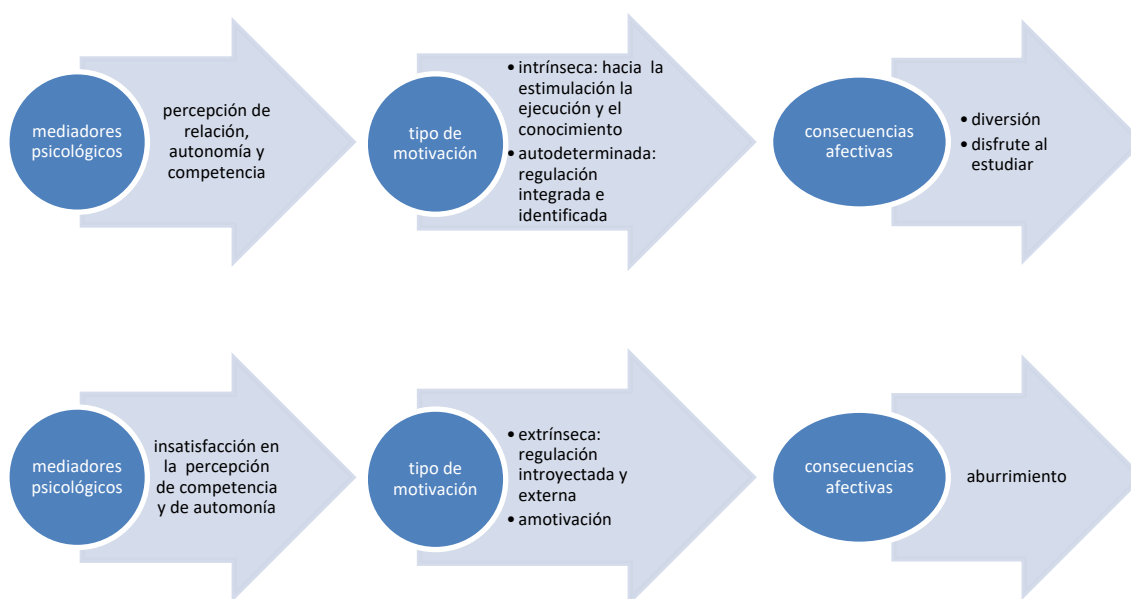 mediadores
psicológicos
percepción de
relación,
autonomía y
competencia
tipo de
motivación
• intrínseca: hacia la
estimulación la
ejecución y el
conocimiento
• autodeterminada:
regulación
integrada e
identificada
consecuencias
afectivas
• diversión
• disfrute al
estudiar
mediadores
psicológicos
insatisfacción en
la percepción
de competencia
y de automonía
tipo de
motivación
• extrínseca:
regulación
introyectada y
externa
• amotivación
consecuencias
afectivas
aburrimiento